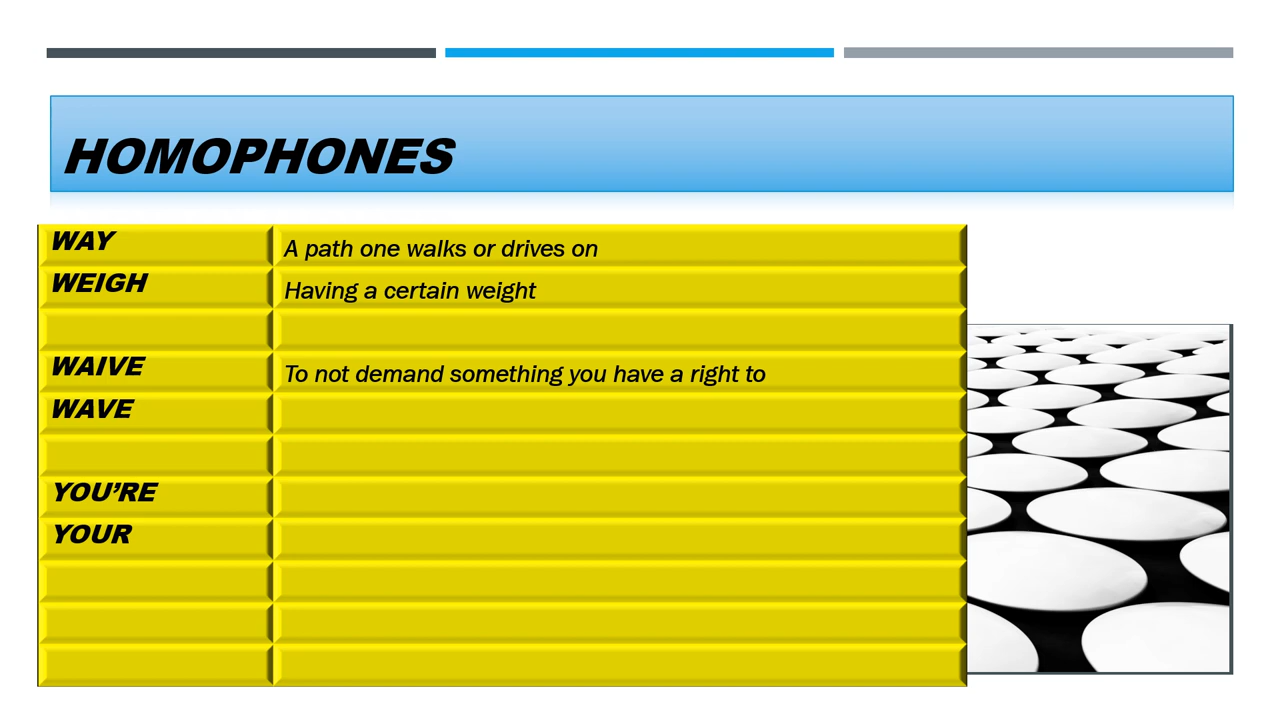 HOMOPHONES
WAY A path one walks or drives on
WEIGH Having a certain weight
WAIVE To not demand something you have a right to
WAVE
YOU’RE
YOUR